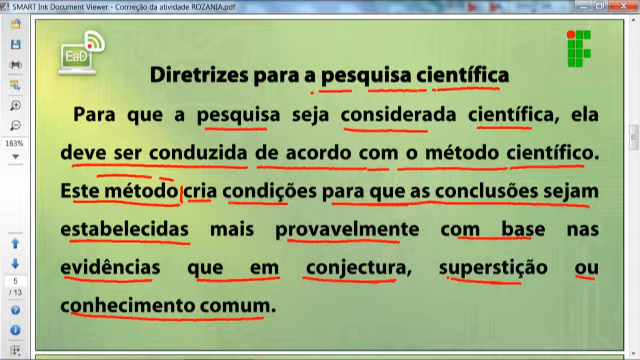 SMART Ink Document Viewer - Correção da atividade ROZANIA.pdf
EaD
Diretrizes para a pesquisa científica
Para que a pesquisa seja considerada científica, ela
deve ser conduzida de acordo com o método científico.
Este método cria condições para que as conclusões sejam
estabelecidas mais provavelmente com base nas
evidências que em conjectura, superstição ou
conhecimento comum.
163%
5
/ 13